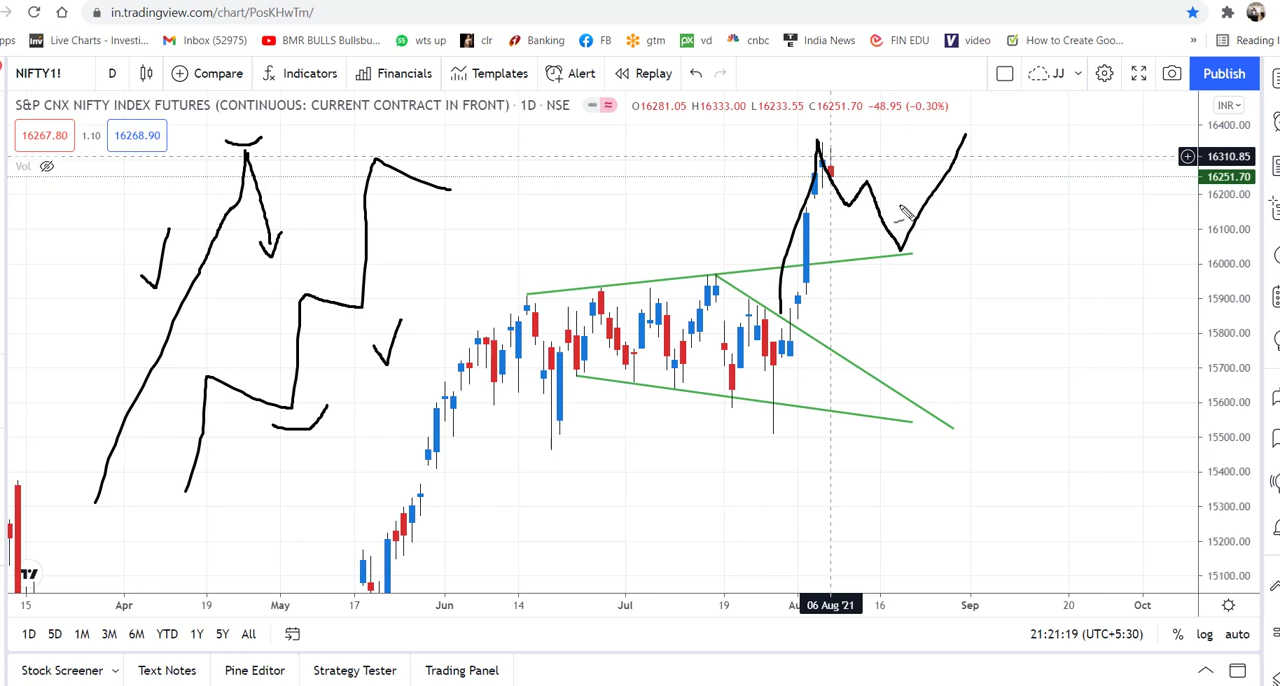 in.tradingview.com/chart/PosKHwTm/
pps Live Charts - Investi... Inbox (52975) BMR BULLS Bullsbu... wts up clr Banking FB gtm vd cnbc India News FIN EDU video How to Create Goo... » Reading l
NIFTY1! D Compare Indicators Financials Templates Alert Replay JJ Publish
S&P CNX NIFTY INDEX FUTURES (CONTINUOUS: CURRENT CONTRACT IN FRONT) · 1D · NSE O16281.05 H16333.00 L16233.55 C16251.70 -48.95 (-0.30%) INR
16267.80 1.10 16268.90
Vol
16400.00
16310.85
16251.70
16200.00
16100.00
16000.00
15900.00
15800.00
15700.00
15600.00
15500.00
15400.00
15300.00
15200.00
15100.00
15 Apr 19 May 17 Jun 14 Jul 19 Au 06 Aug '21 16 Sep 20 Oct
1D 5D 1M 3M 6M YTD 1Y 5Y All 21:21:19 (UTC+5:30) % log auto
Stock Screener Text Notes Pine Editor Strategy Tester Trading Panel